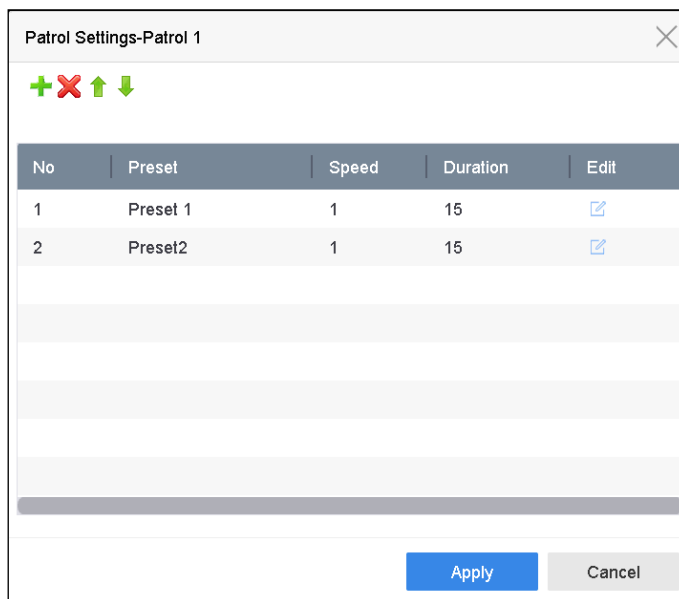 Patrol Settings-Patrol 1
No Preset Speed Duration Edit
1 Preset 1 1 15
2 Preset2 1 15
Apply Cancel